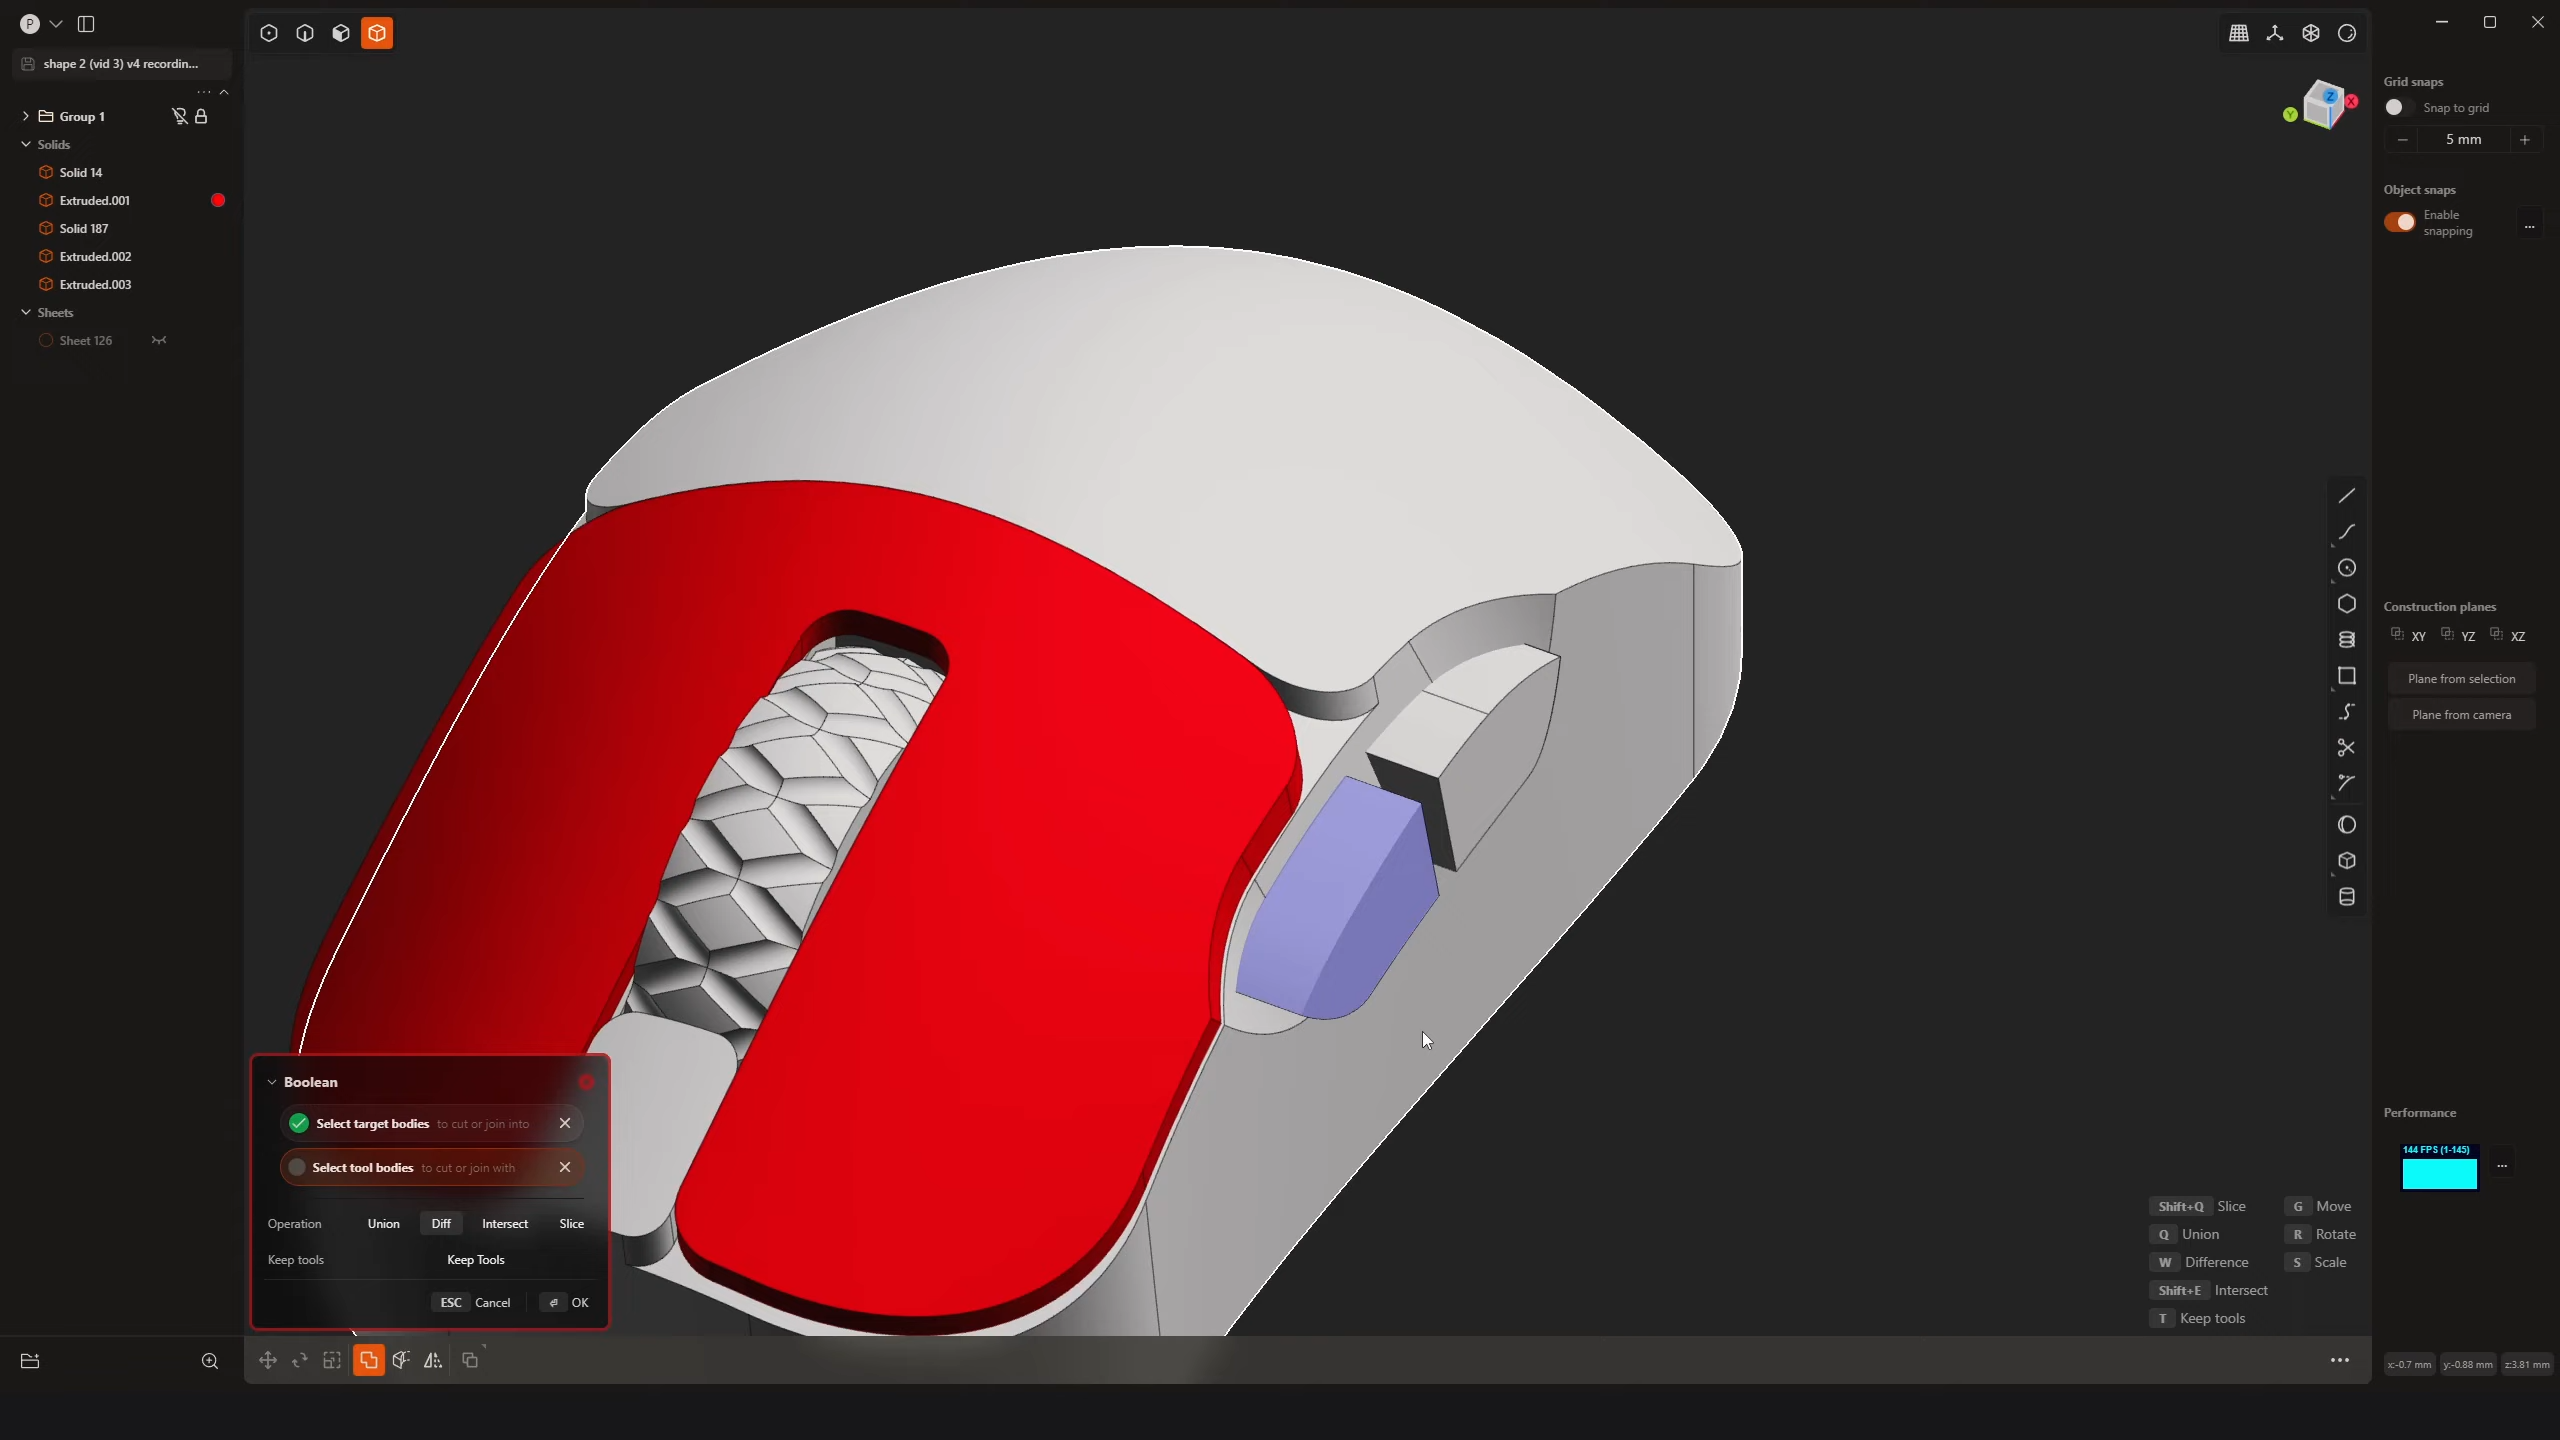 P
shape 2 (vid 3) v4 recordin...
Group 1
Solids
Solid 14
Extruded.001
Solid 187
Extruded.002
Extruded.003
Sheets
Sheet 126
Z
X
Y
Grid snaps
Snap to grid
5 mm
Object snaps
Enable
snapping
...
Construction planes
XY YZ XZ
Plane from selection
Plane from camera
Performance
144 FPS (1-145)
...
Boolean
Select target bodies to cut or join into
Select tool bodies to cut or join with
Operation Union Diff Intersect Slice
Keep tools Keep Tools
ESC Cancel OK
Shift+Q Slice G Move
Q Union R Rotate
W Difference S Scale
Shift+E Intersect
T Keep tools
x:-0.7 mm y:-0.88 mm z:3.81 mm